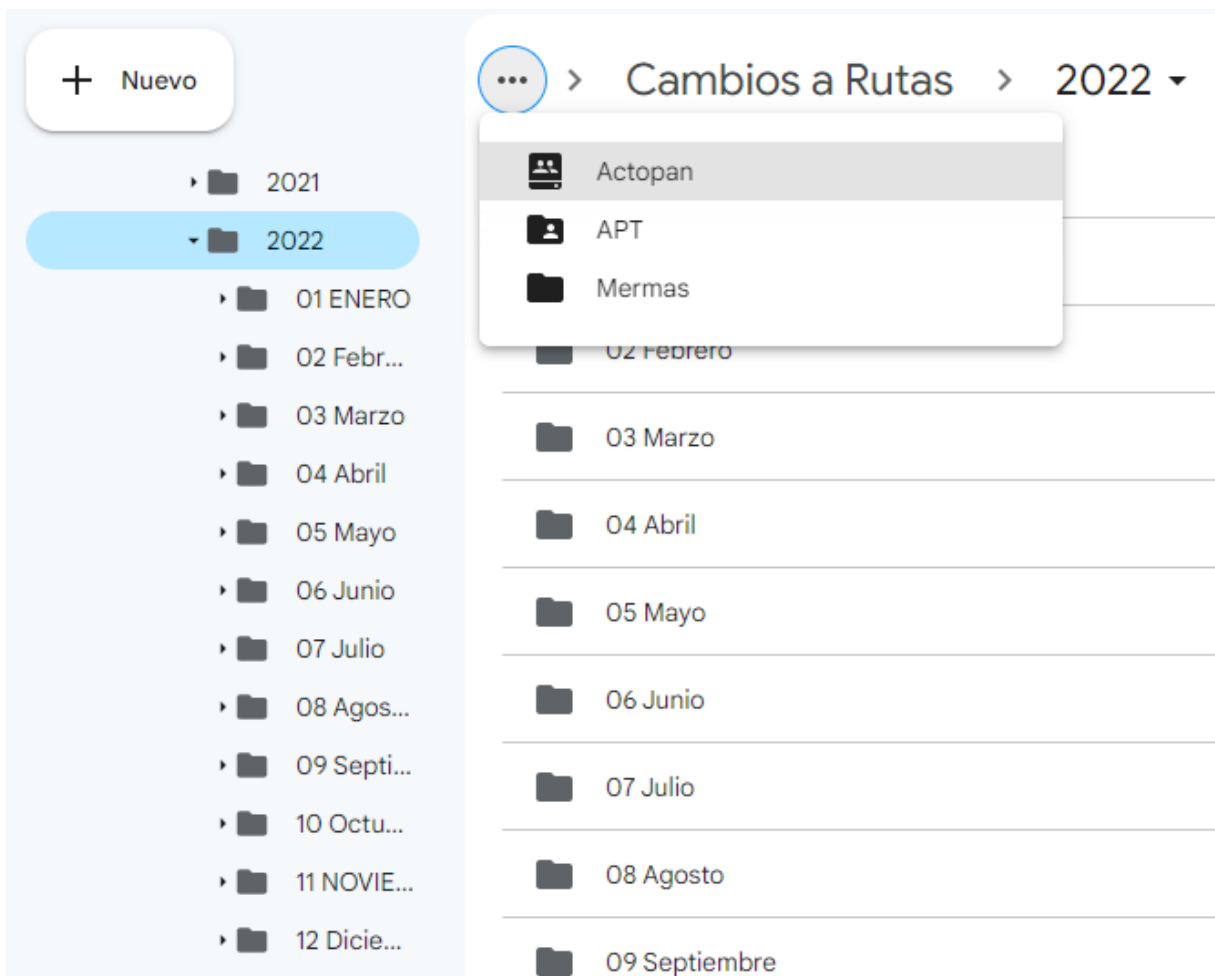 Nuevo
2021
2022
01 ENERO
02 Febr...
03 Marzo
04 Abril
05 Mayo
06 Junio
07 Julio
08 Agos...
09 Septi...
10 Octu...
11 NOVIE...
12 Dicie...
Cambios a Rutas > 2022
Actopan
APT
Mermas
02 Febrero
03 Marzo
04 Abril
05 Mayo
06 Junio
07 Julio
08 Agosto
09 Septiembre